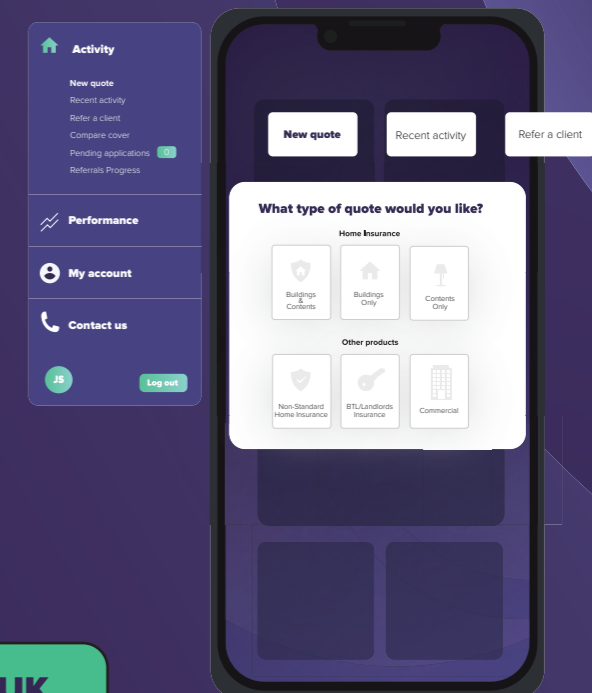 Activity
New quote
Recent activity
Refer a client
Compare cover
Pending applications 0
Referrals Progress
Performance
My account
Contact us
JS
Log out
New quote
Recent activity
Refer a client
What type of quote would you like?
Home Insurance
Buildings
&
Contents
Buildings
Only
Contents
Only
Other products
Non-Standard
Home Insurance
BTL/Landlords
Insurance
Commercial
UK